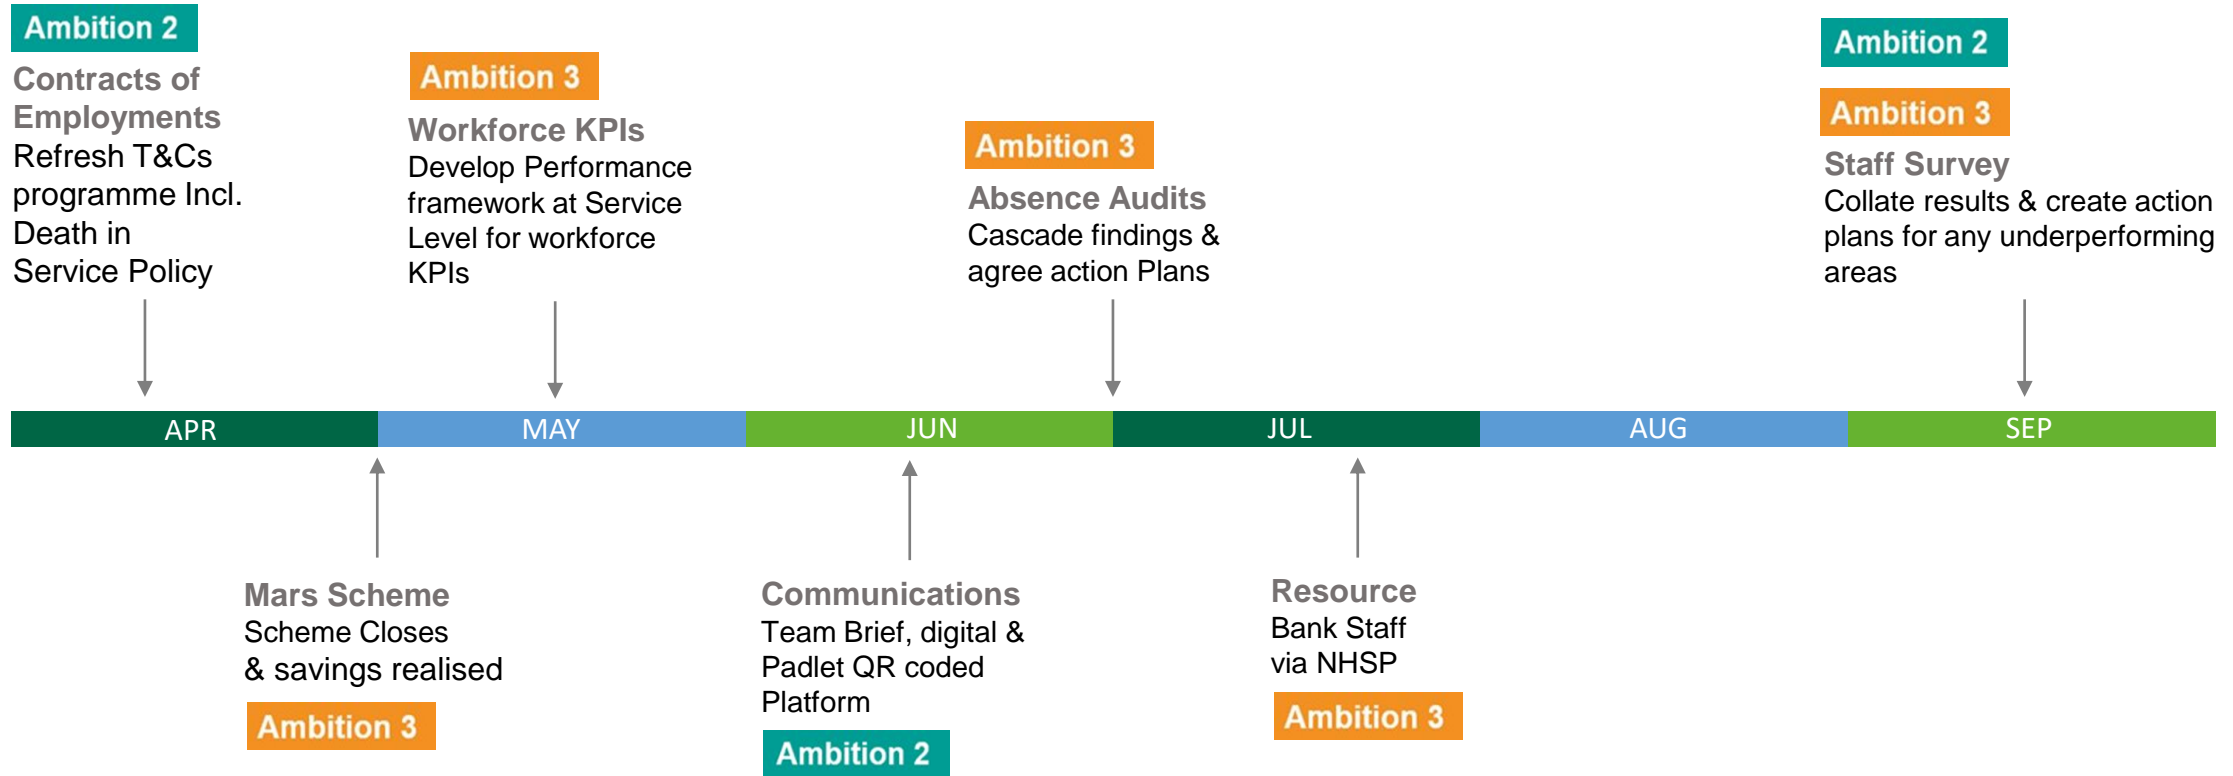 Ambition 2
Contracts of
Employments
Refresh T&Cs
programme Incl.
Death in
Service Policy
Ambition 3
Workforce KPIs
Develop Performance
framework at Service
Level for workforce
KPIs
Ambition 3
Absence Audits
Cascade findings &
agree action Plans
Ambition 2
Ambition 3
Staff Survey
Collate results & create action
plans for any underperforming
areas
APR
MAY
JUN
JUL
AUG
SEP
Mars Scheme
Scheme Closes
& savings realised
Ambition 3
Communications
Team Brief, digital &
Padlet QR coded
Platform
Ambition 2
Resource
Bank Staff
via NHSP
Ambition 3